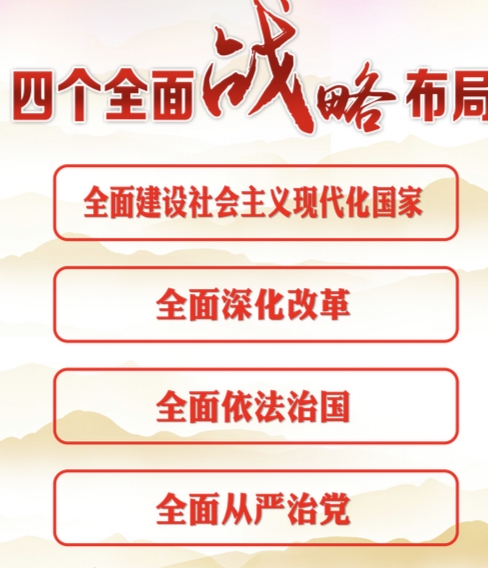 四个全面战略布局
全面建设社会主义现代化国家
全面深化改革
全面依法治国
全面从严治党